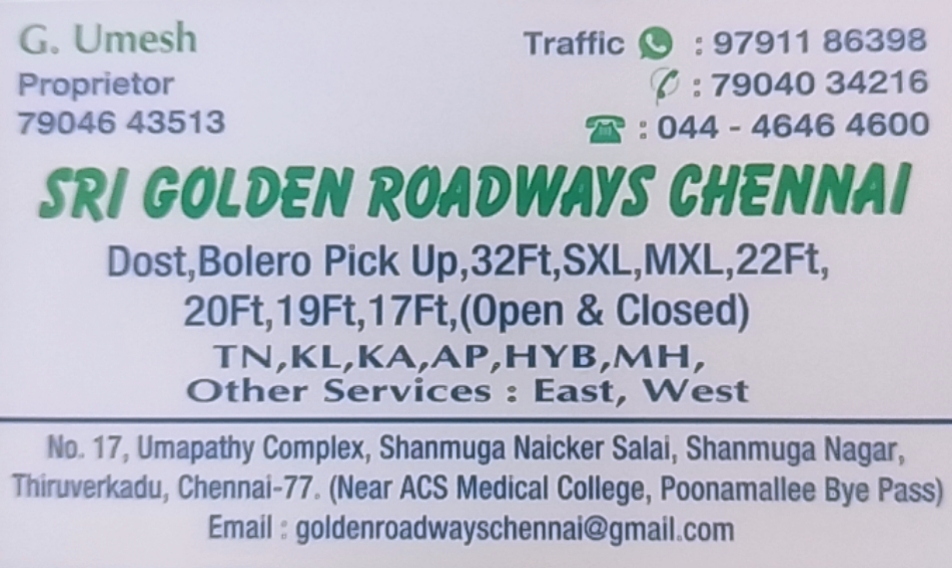 G. Umesh
Proprietor
79046 43513
Traffic : 97911 86398
: 79040 34216
: 044 - 4646 4600
SRI GOLDEN ROADWAYS CHENNAI
Dost,Bolero Pick Up,32Ft,SXL,MXL,22Ft,
20Ft,19Ft,17Ft,(Open & Closed)
TN,KL,KA,AP,HYB,MH,
Other Services : East, West
No. 17, Umapathy Complex, Shanmuga Naicker Salai, Shanmuga Nagar,
Thiruverkadu, Chennai-77. (Near ACS Medical College, Poonamallee Bye Pass)
Email : goldenroadwayschennai@gmail.com